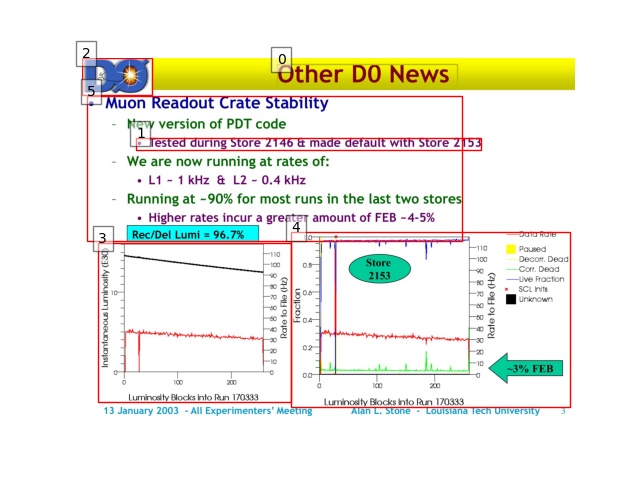 2
0
DØ
Other D0 News
5
• Muon Readout Crate Stability
– New version of PDT code
1
• Tested during Store 2146 & made default with Store 2153
– We are now running at rates of:
• L1 ~ 1 kHz & L2 ~ 0.4 kHz
– Running at ~90% for most runs in the last two stores
• Higher rates incur a greater amount of FEB ~4-5%
4
3
Rec/Del Lumi = 96.7%
Instantaneous Luminosity (E30)
10
0
110
100
90
80
70
60
50
40
30
20
10
0
Rate to File (Hz)
0 100 200
Luminosity Blocks into Run 170333
Fraction
.0
0.8
0.6
0.4
0.2
0.0
Store
2153
110
100
90
80
70
60
50
40
30
20
10
0
Rate to File (Hz)
0 100 200
Luminosity Blocks into Run 170333
Data Rate
Paused
Decorr. Dead
Corr. Dead
Live Fraction
SCL Inits
Unknown
~3% FEB
13 January 2003 - All Experimenters' Meeting Alan L. Stone - Louisiana Tech University 3